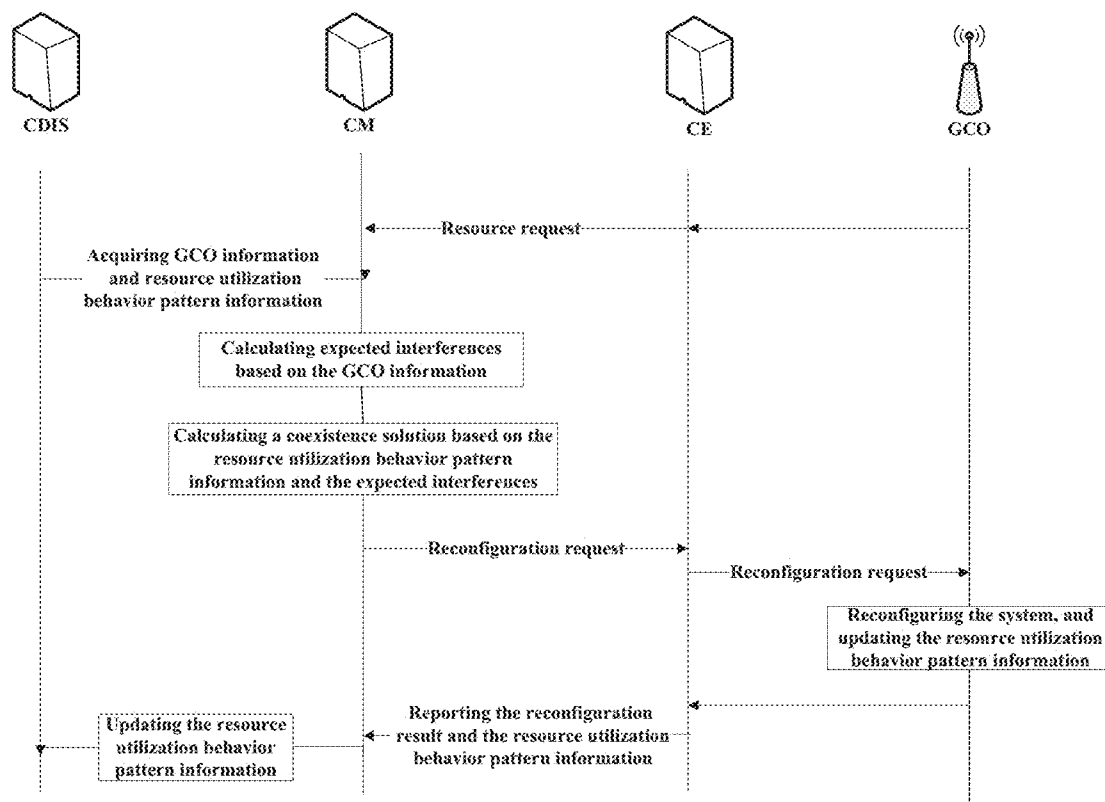 CDIS
CM
CE
GCO
Resource request
Acquiring GCO information
and resource utilization
behavior pattern information
Calculating expected interferences
based on the GCO information
Calculating a coexistence solution based on the
resource utilization behavior pattern
information and the expected interferences
Reconfiguration request
Reconfiguration request
Reconfiguring the system, and
updating the resource utilization
behavior pattern information
Reporting the reconfiguration
result and the resource utilization
behavior pattern information
Updating the resource
utilization behavior
pattern information